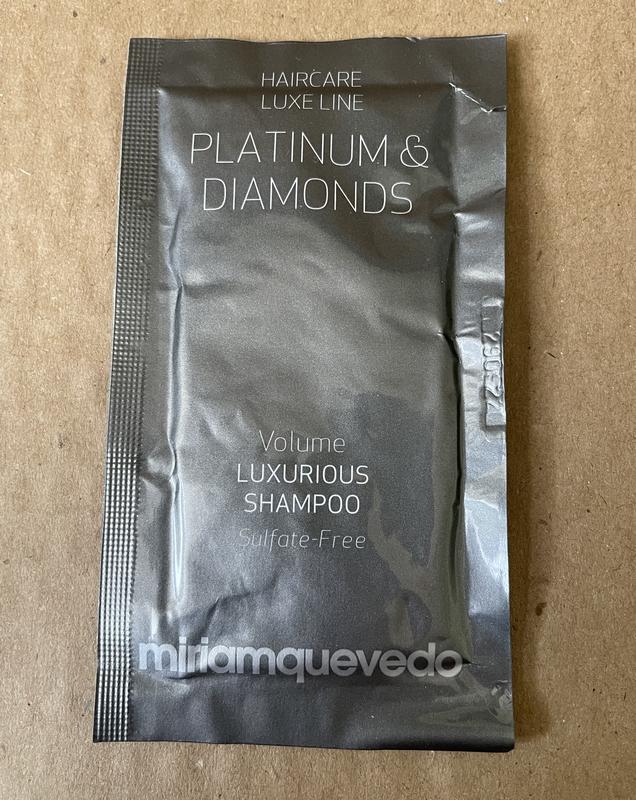 HAIRCARE
LUXE LINE
PLATINUM &
DIAMONDS
Volume
LUXURIOUS
SHAMPOO
Sulfate-Free
miriamquevedo